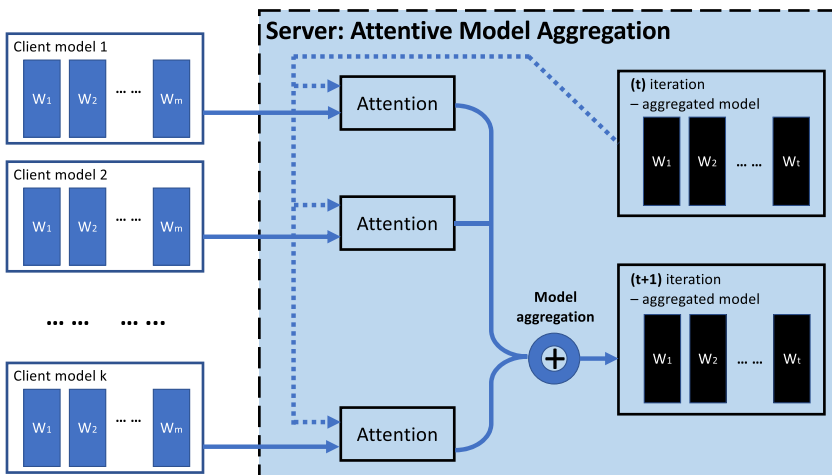 Server: Attentive Model Aggregation
Client model 1
W1 W2 ... ... Wm
Client model 2
W1 W2 ... ... Wm
... ... ... ...
Client model k
W1 W2 ... ... Wm
Attention
Attention
Attention
Model
aggregation
+
(t) iteration
– aggregated model
W1 W2 ... ... Wt
(t+1) iteration
– aggregated model
W1 W2 ... ... Wt